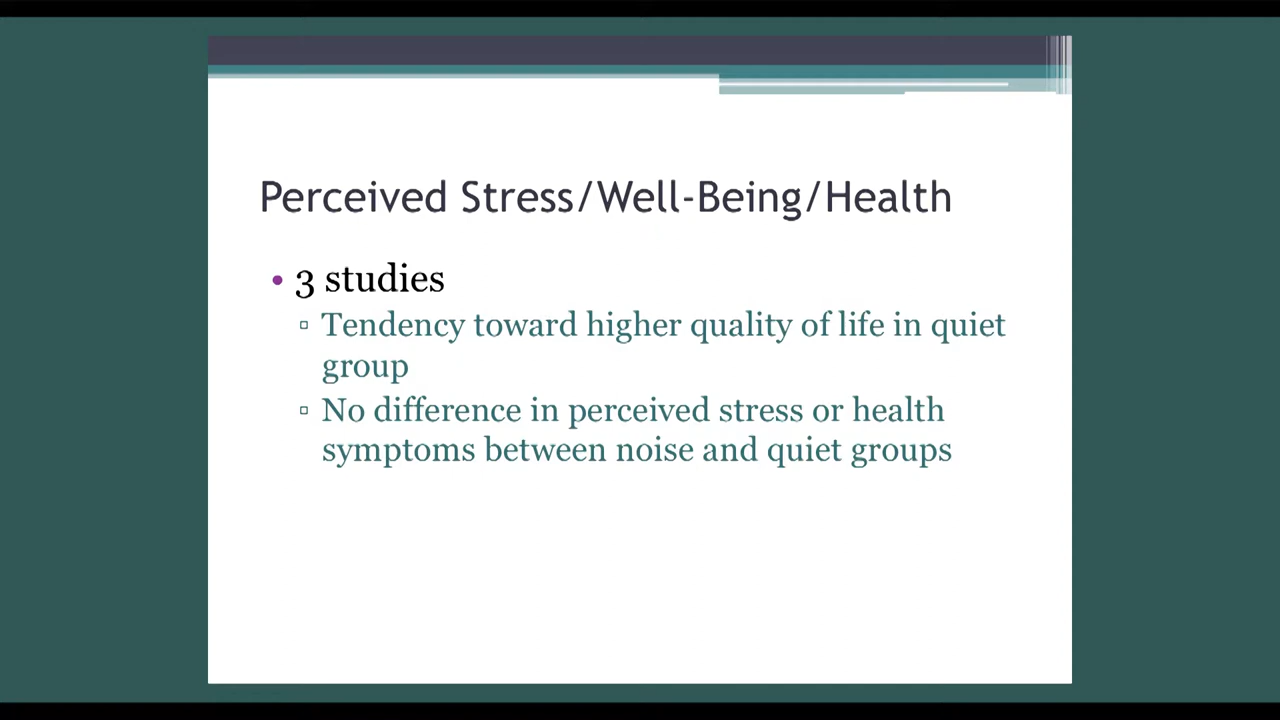 Perceived Stress/Well-Being/Health
• 3 studies
▫ Tendency toward higher quality of life in quiet
group
▫ No difference in perceived stress or health
symptoms between noise and quiet groups